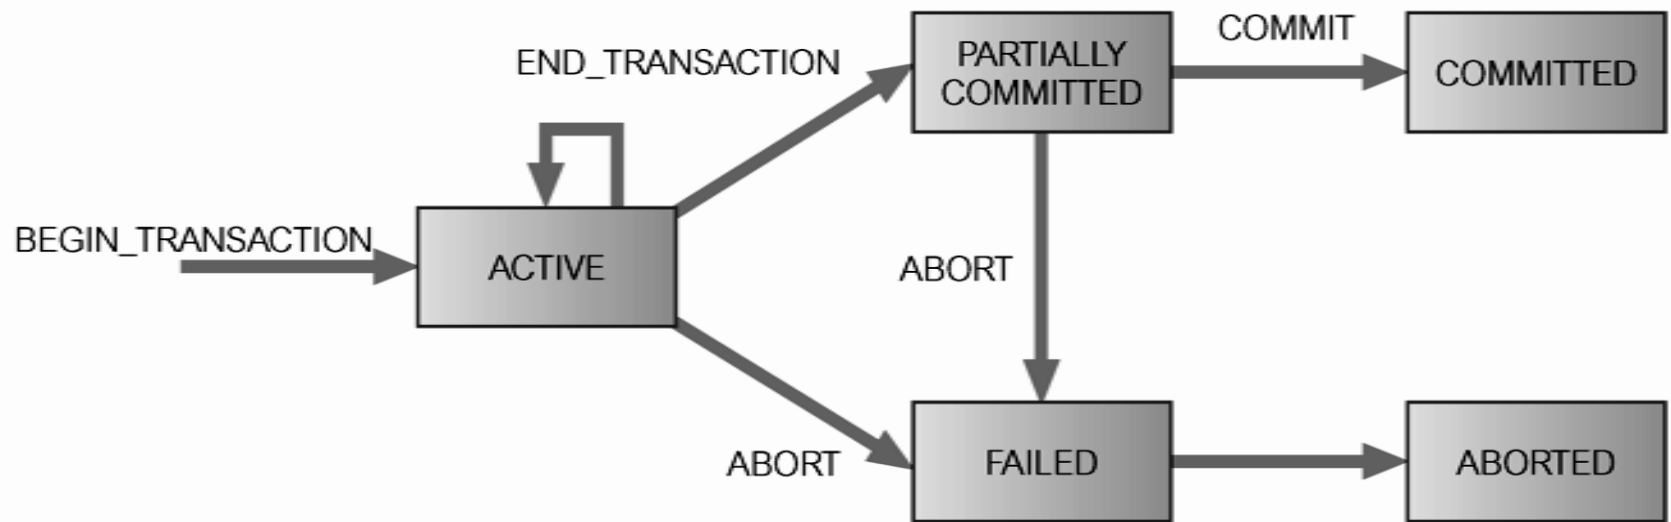 COMMIT
PARTIALLY
COMMITTED
COMMITTED
END_TRANSACTION
BEGIN_TRANSACTION
ACTIVE
ABORT
ABORT
FAILED
ABORTED